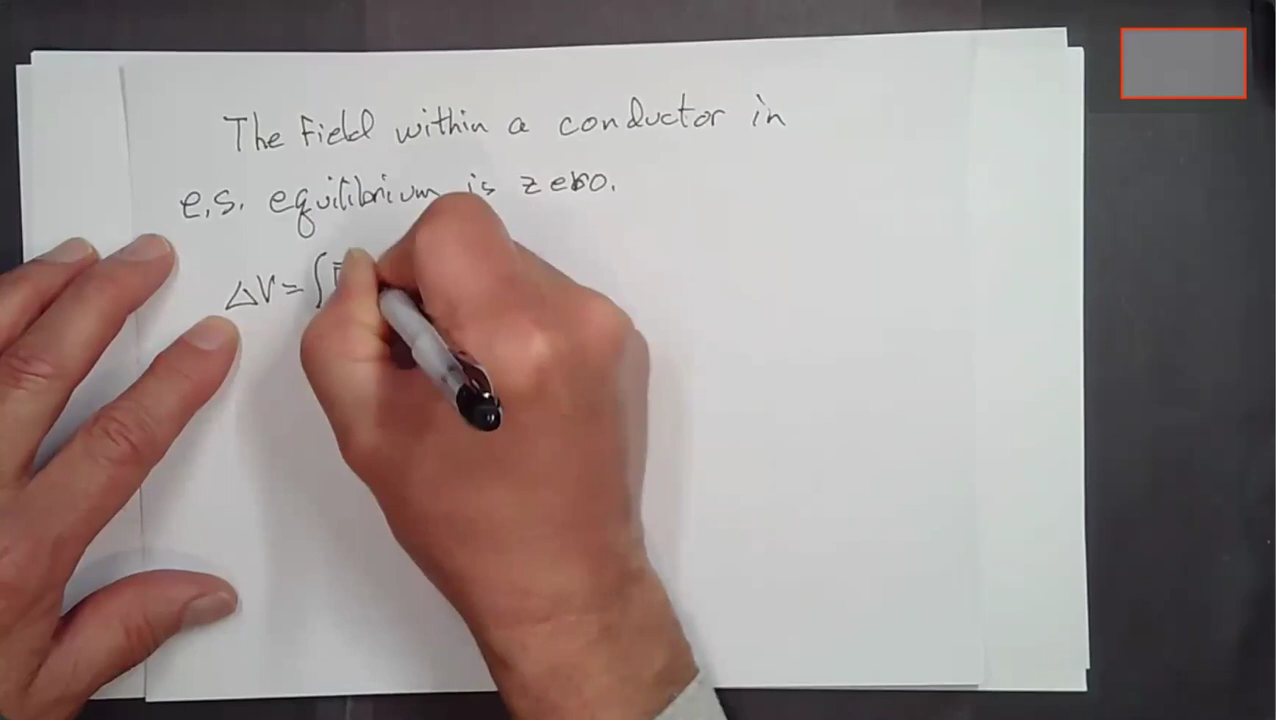 The Field within a conductor in
e.s. equilibrium is zero.
ΔV = ∫E